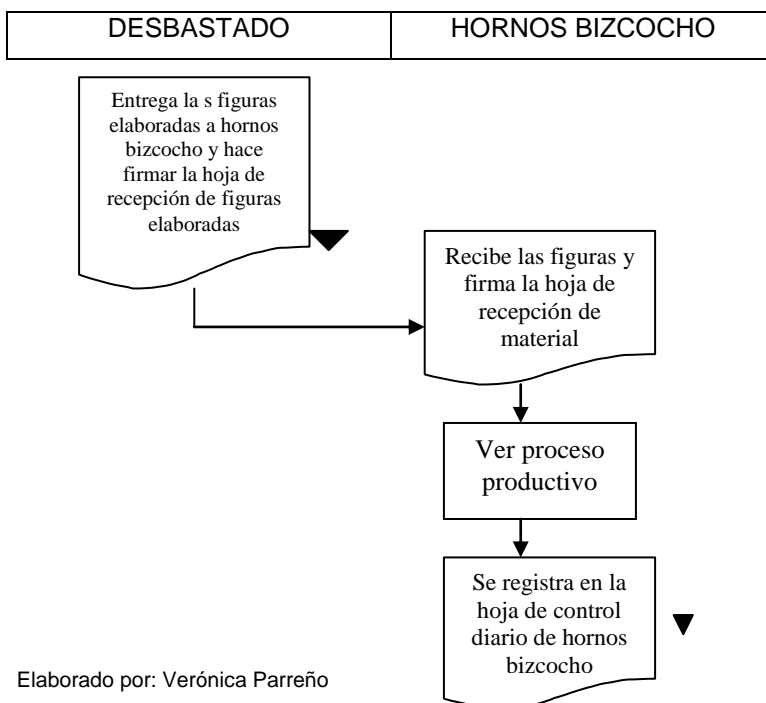 DESBASTADO
HORNOS BIZCOCHO
Entrega la s figuras
elaboradas a hornos
bizcocho y hace
firmar la hoja de
recepción de figuras
elaboradas
Recibe las figuras y
firma la hoja de
recepción de
material
Ver proceso
productivo
Se registra en la
hoja de control
diario de hornos
bizcocho
Elaborado por: Verónica Parreño